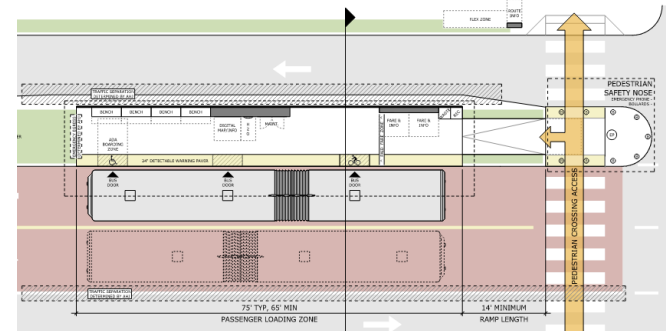 ROUTE
INFO
FLEX ZONE
TRAFFIC SEPARATION
DETERMINED BY AHJ
PEDESTRIAN
SAFETY NOSE
EMERGENCY PHONE
BOLLARDS
BENCH
BENCH
BENCH
BENCH
DIGITAL
MAP/INFO
MAINT.
FARE &
INFO
FARE &
INFO
ADA
BOARDING
ZONE
EP
24" DETECTABLE WARNING PAVER
BUS
DOOR
BUS
DOOR
BUS
DOOR
PEDESTRIAN CROSSING ACCESS
TRAFFIC SEPARATION
DETERMINED BY AHJ
75' TYP, 65' MIN
PASSENGER LOADING ZONE
14' MINIMUM
RAMP LENGTH